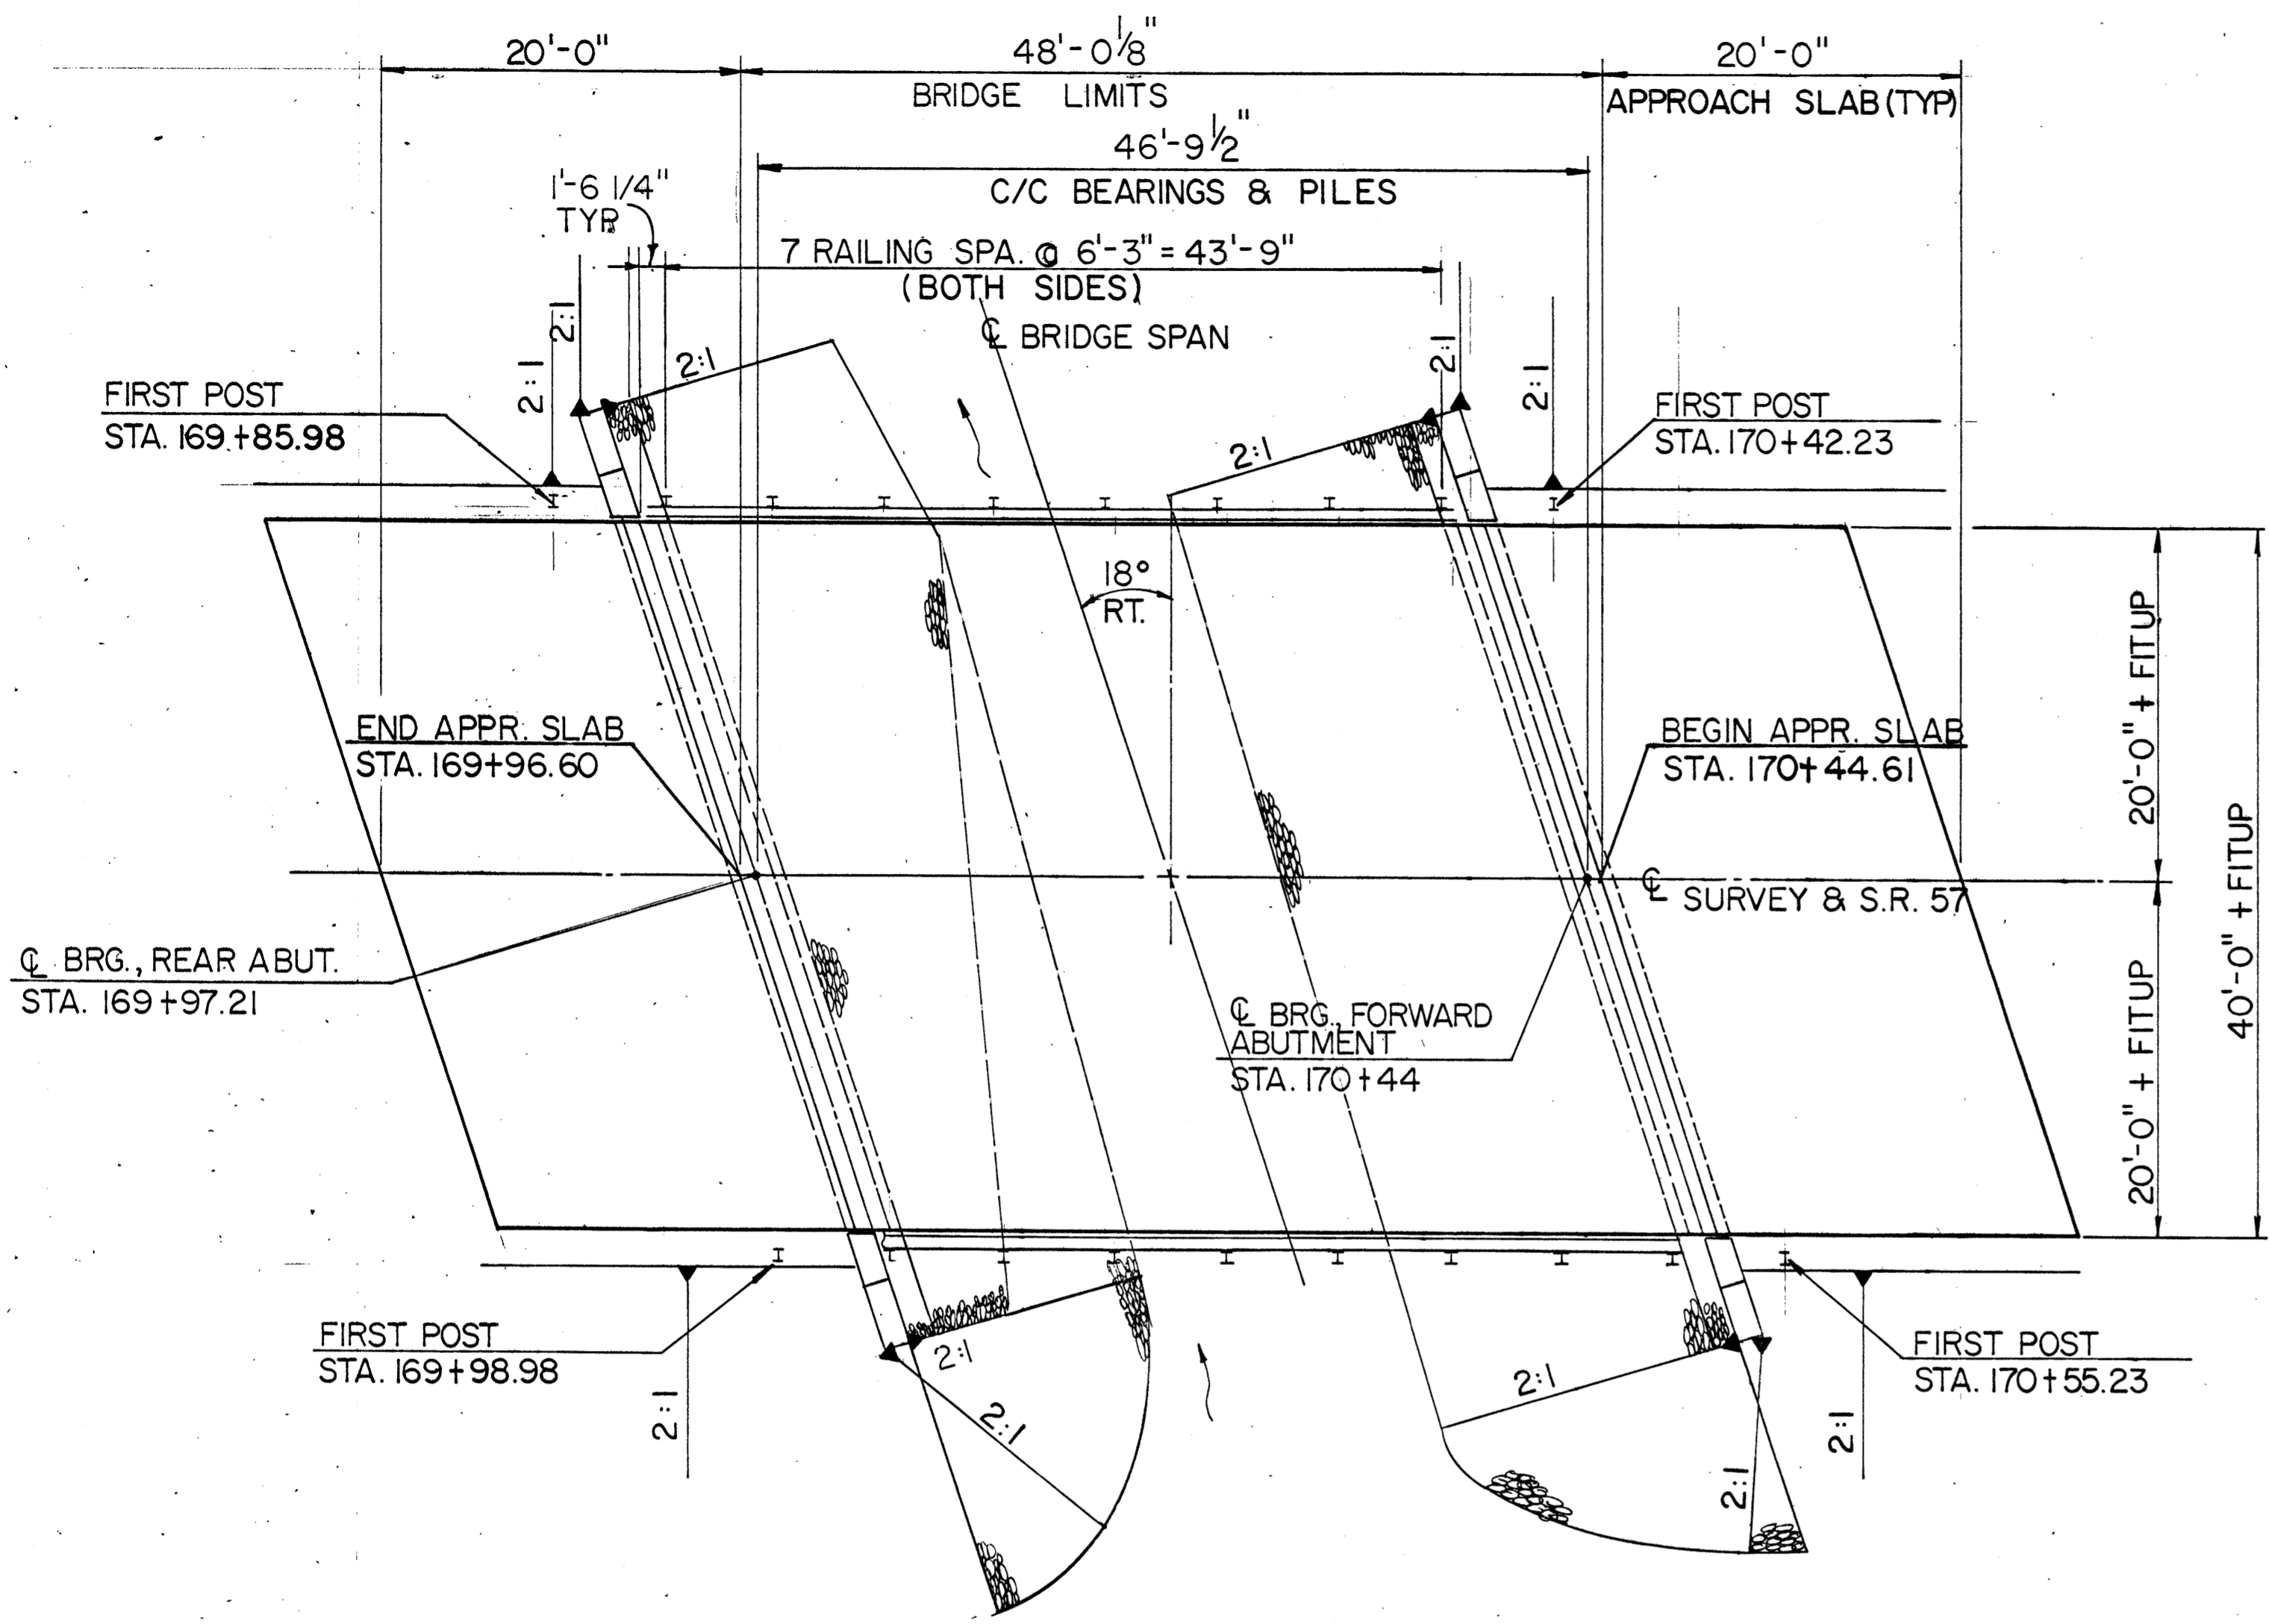 20'-0" 48'-0 1/8" 20'-0"
BRIDGE LIMITS APPROACH SLAB (TYP)
46'-9 1/2"
C/C BEARINGS & PILES
1'-6 1/4"
TYP.
7 RAILING SPA. @ 6'-3" = 43'-9"
(BOTH SIDES)
℄ BRIDGE SPAN
2:1
2:1
2:1
2:1
2:1
2:1
FIRST POST
STA. 169+85.98
FIRST POST
STA. 170+42.23
18°
RT.
END APPR. SLAB
STA. 169+96.60
BEGIN APPR. SLAB
STA. 170+44.61
20'-0" + FITUP
40'-0" + FITUP
20'-0" + FITUP
℄ SURVEY & S.R. 57
℄ BRG., REAR ABUT.
STA. 169+97.21
℄ BRG., FORWARD
ABUTMENT
STA. 170+44
FIRST POST
STA. 169+98.98
FIRST POST
STA. 170+55.23
2:1
2:1
2:1
2:1
2:1
2:1